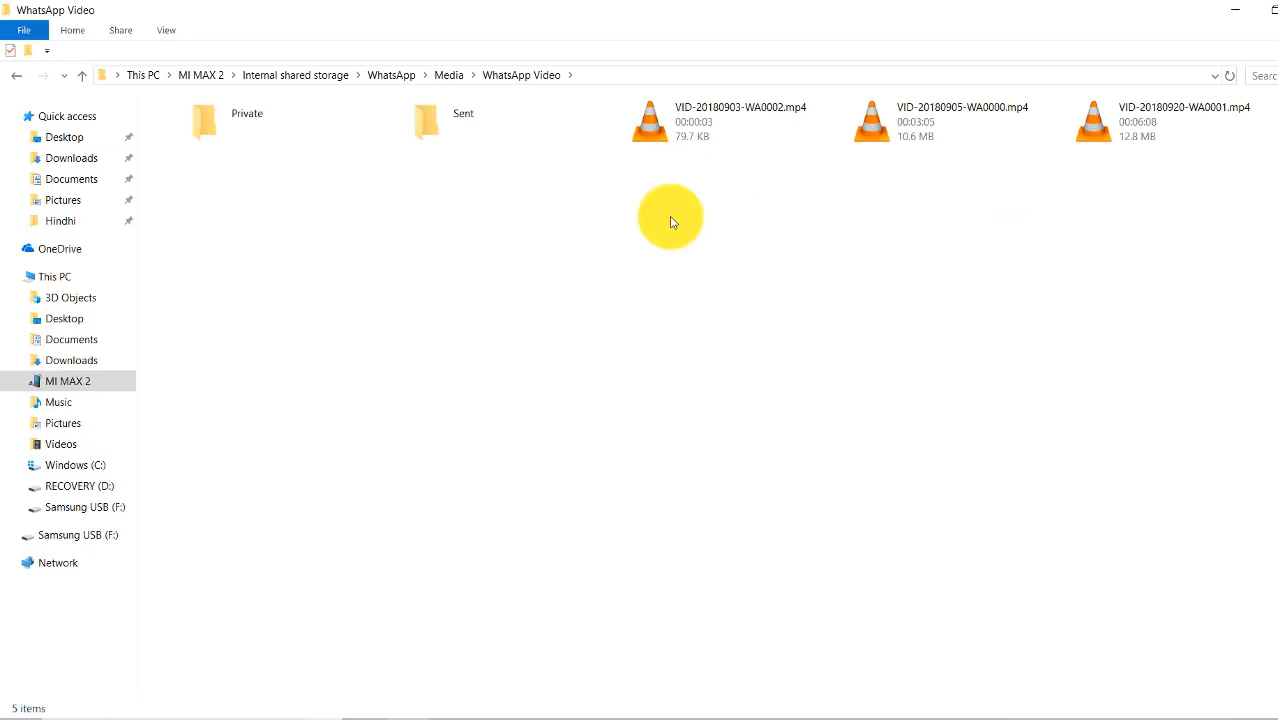 WhatsApp Video
File Home Share View
This PC > MI MAX 2 > Internal shared storage > WhatsApp > Media > WhatsApp Video >
Quick access
Desktop
Downloads
Documents
Pictures
Hindhi
OneDrive
This PC
3D Objects
Desktop
Documents
Downloads
MI MAX 2
Music
Pictures
Videos
Windows (C:)
RECOVERY (D:)
Samsung USB (F:)
Samsung USB (F:)
Network
Private
Sent
VID-20180903-WA0002.mp4
00:00:03
79.7 KB
VID-20180905-WA0000.mp4
00:03:05
10.6 MB
VID-20180920-WA0001.mp4
00:06:08
12.8 MB
5 items